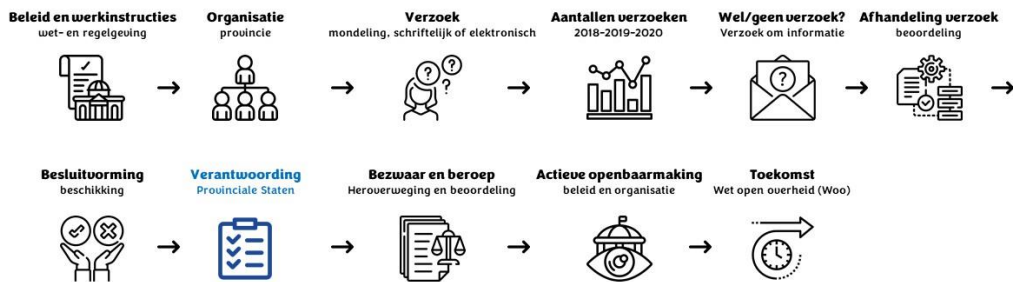 Beleid en werkinstructies
wet- en regelgeving
Organisatie
provincie
Verzoek
mondeling, schriftelijk of elektronisch
Aantallen verzoeken
2018-2019-2020
Wel/geen verzoek?
Verzoek om informatie
Afhandeling verzoek
beoordeling
Besluitvorming
beschikking
Verantwoording
Provinciale Staten
Bezwaar en beroep
Heroverweging en beoordeling
Actieve openbaarmaking
beleid en organisatie
Toekomst
Wet open overheid (Woo)